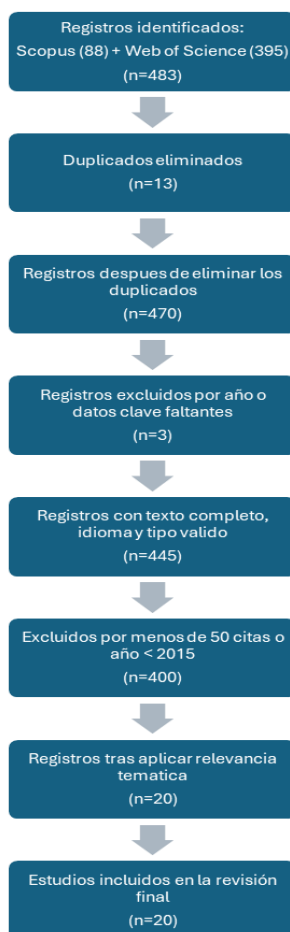 Registros identificados:
Scopus (88) + Web of Science (395)
(n=483)
Duplicados eliminados
(n=13)
Registros despues de eliminar los
duplicados
(n=470)
Registros excluidos por año o
datos clave faltantes
(n=3)
Registros con texto completo,
idioma y tipo valido
(n=445)
Excluidos por menos de 50 citas o
año < 2015
(n=400)
Registros tras aplicar relevancia
tematica
(n=20)
Estudios incluidos en la revisión
final
(n=20)